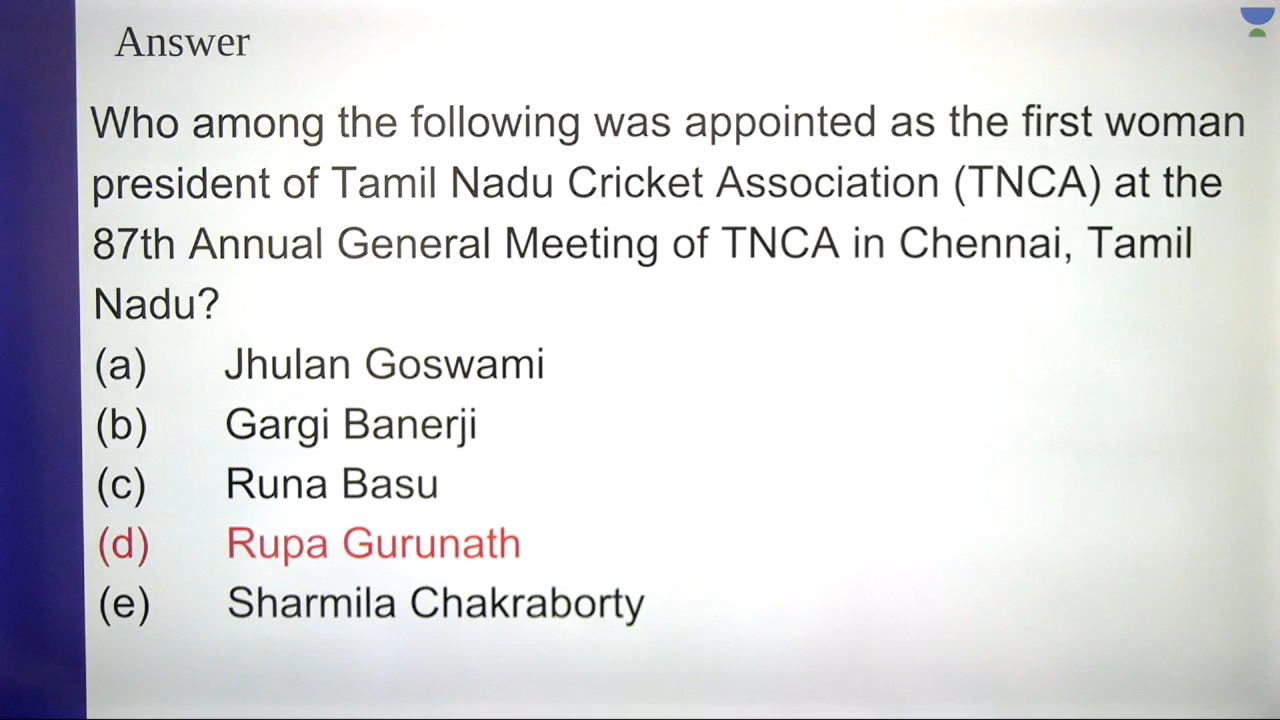 Answer
Who among the following was appointed as the first woman
president of Tamil Nadu Cricket Association (TNCA) at the
87th Annual General Meeting of TNCA in Chennai, Tamil
Nadu?
(a) Jhulan Goswami
(b) Gargi Banerji
(c) Runa Basu
(d) Rupa Gurunath
(e) Sharmila Chakraborty